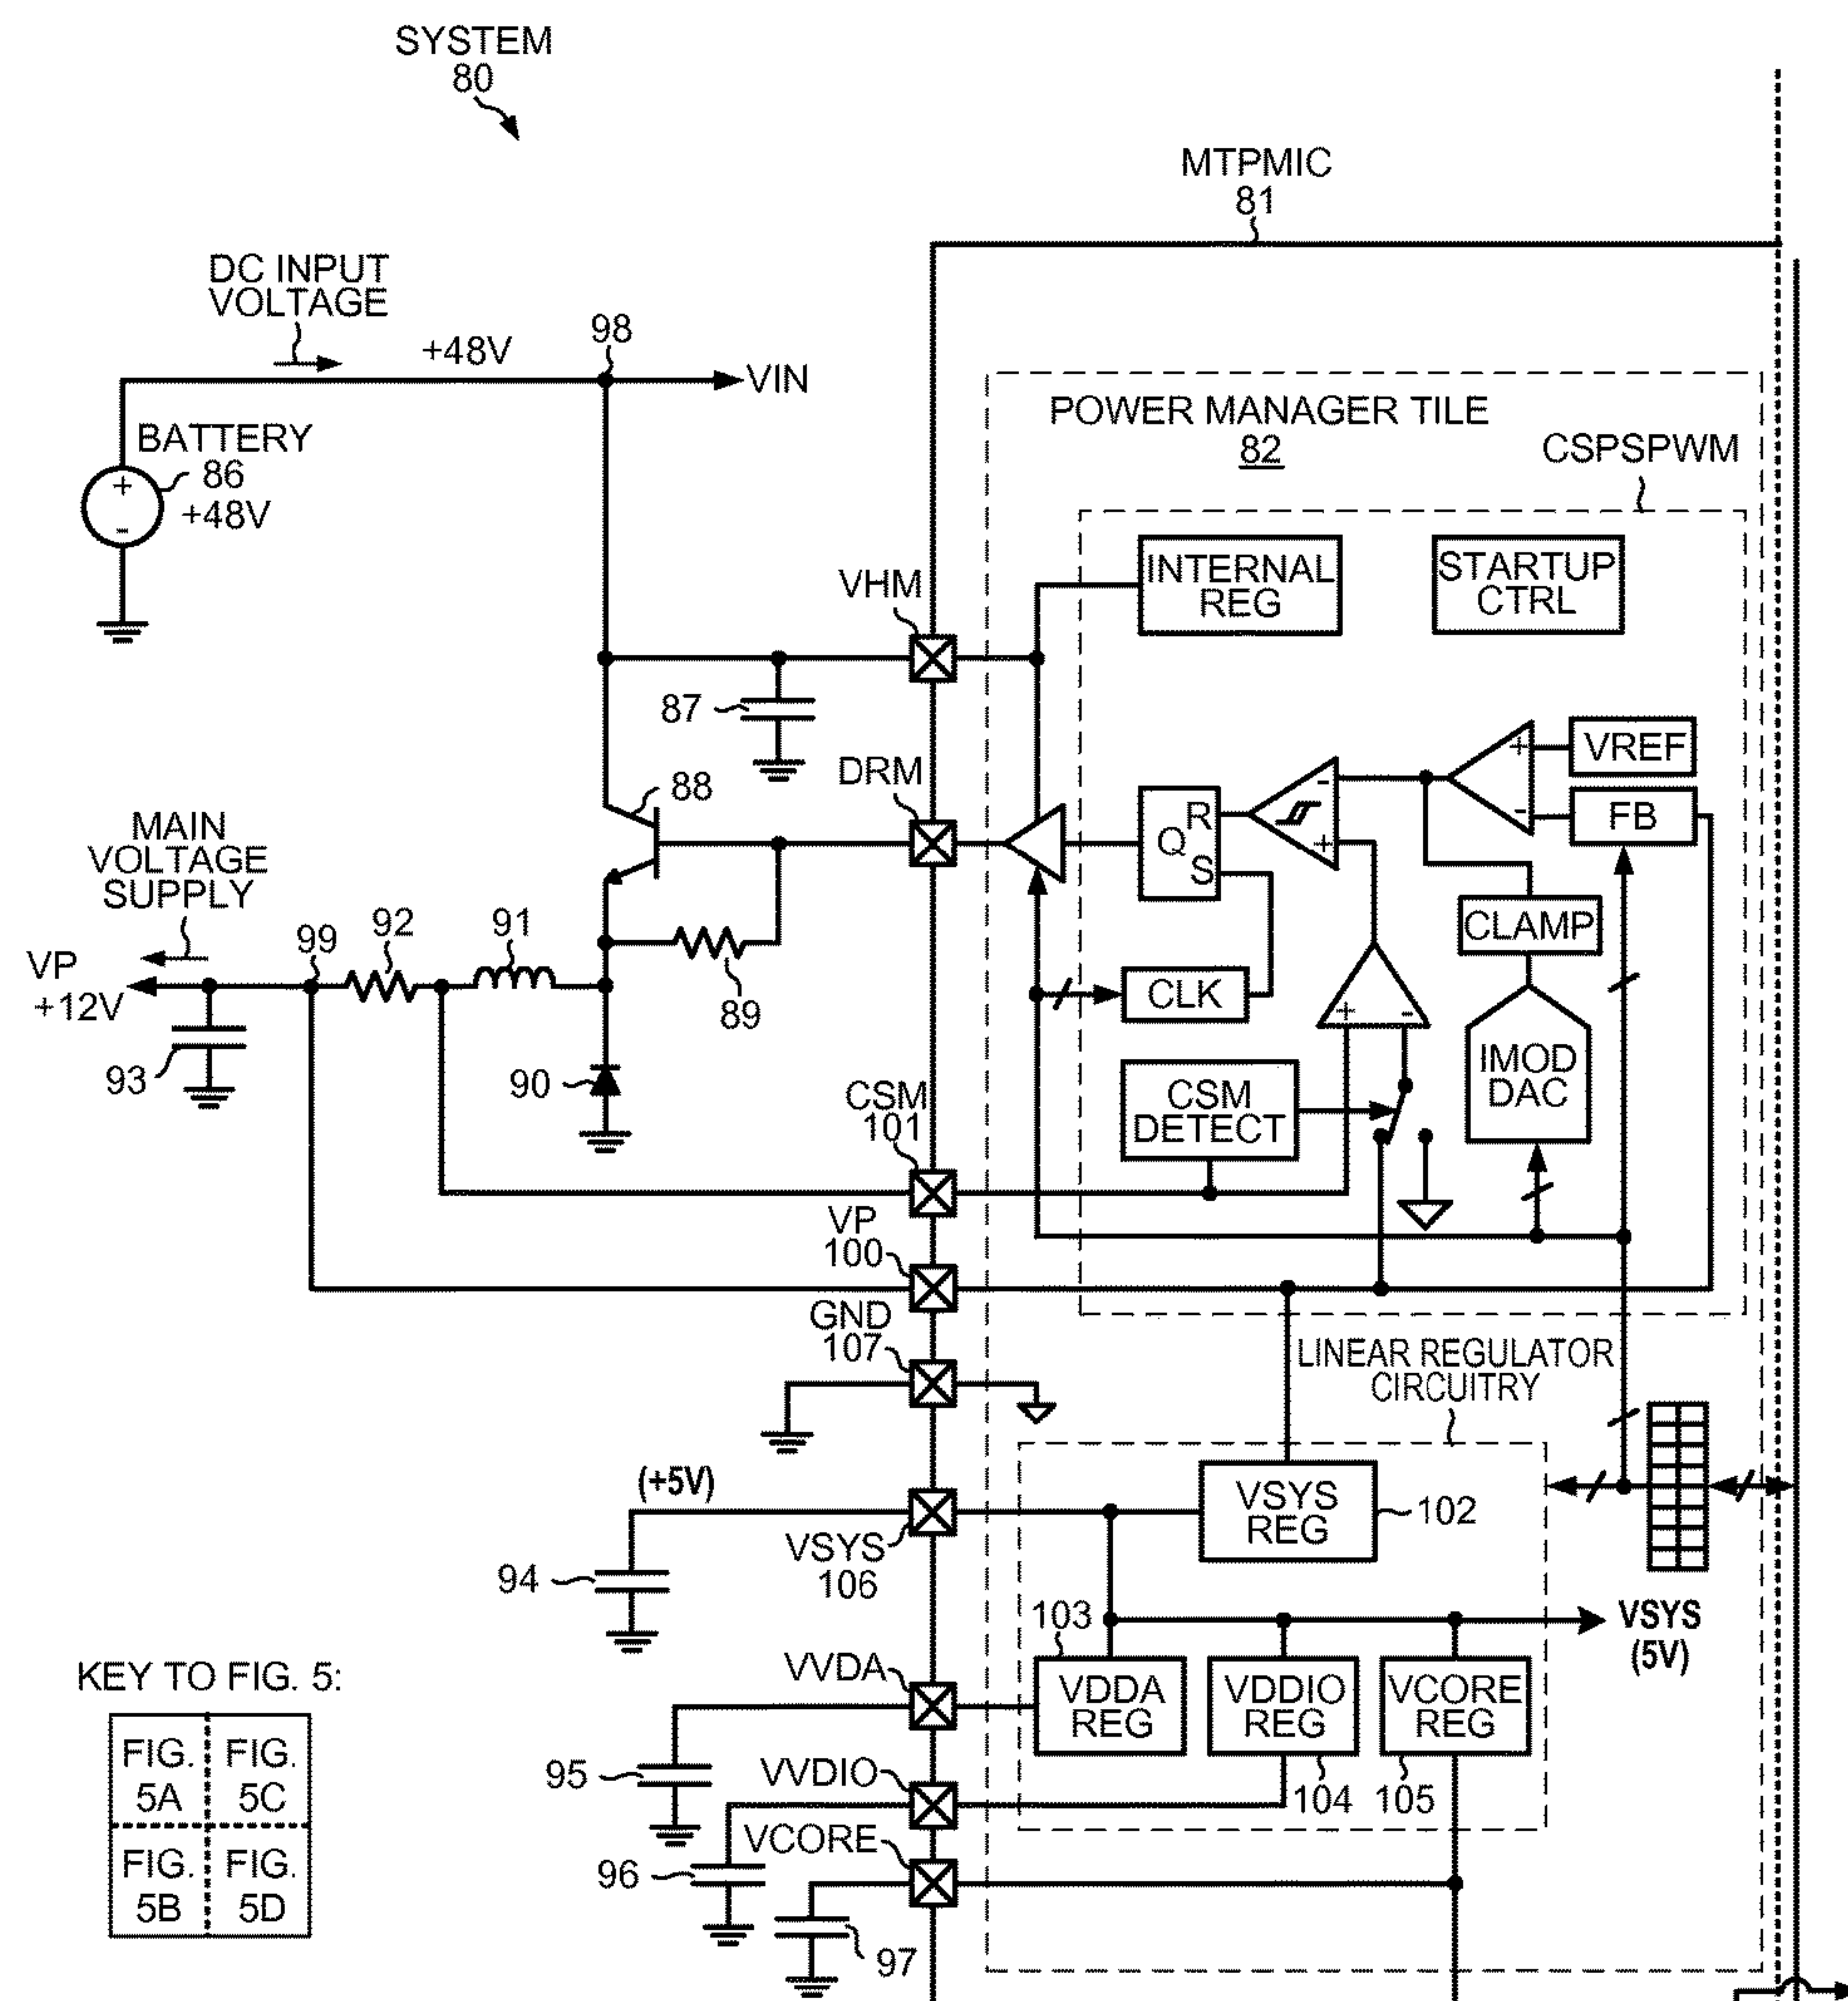 SYSTEM
80
MTPMIC
81
DC INPUT
VOLTAGE
+48V
98
VIN
BATTERY
86
+48V
+
-
POWER MANAGER TILE
82
CSPSPWM
INTERNAL
REG
STARTUP
CTRL
VHM
87
DRM
88
MAIN
VOLTAGE
SUPPLY
VP
+12V
99
92
91
89
93
90
R
Q
S
-
+
+
-
VREF
FB
CLAMP
CLK
+
-
IMOD
DAC
CSM
DETECT
CSM
101
VP
100
GND
107
LINEAR REGULATOR
CIRCUITRY
(+5V)
VSYS
106
94
VSYS
REG
102
103
VSYS
(5V)
VDDA
REG
VDDIO
REG
VCORE
REG
104
105
VVDA
95
VVDIO
96
VCORE
97
KEY TO FIG. 5:
FIG.
5A
FIG.
5C
FIG.
5B
FIG.
5D